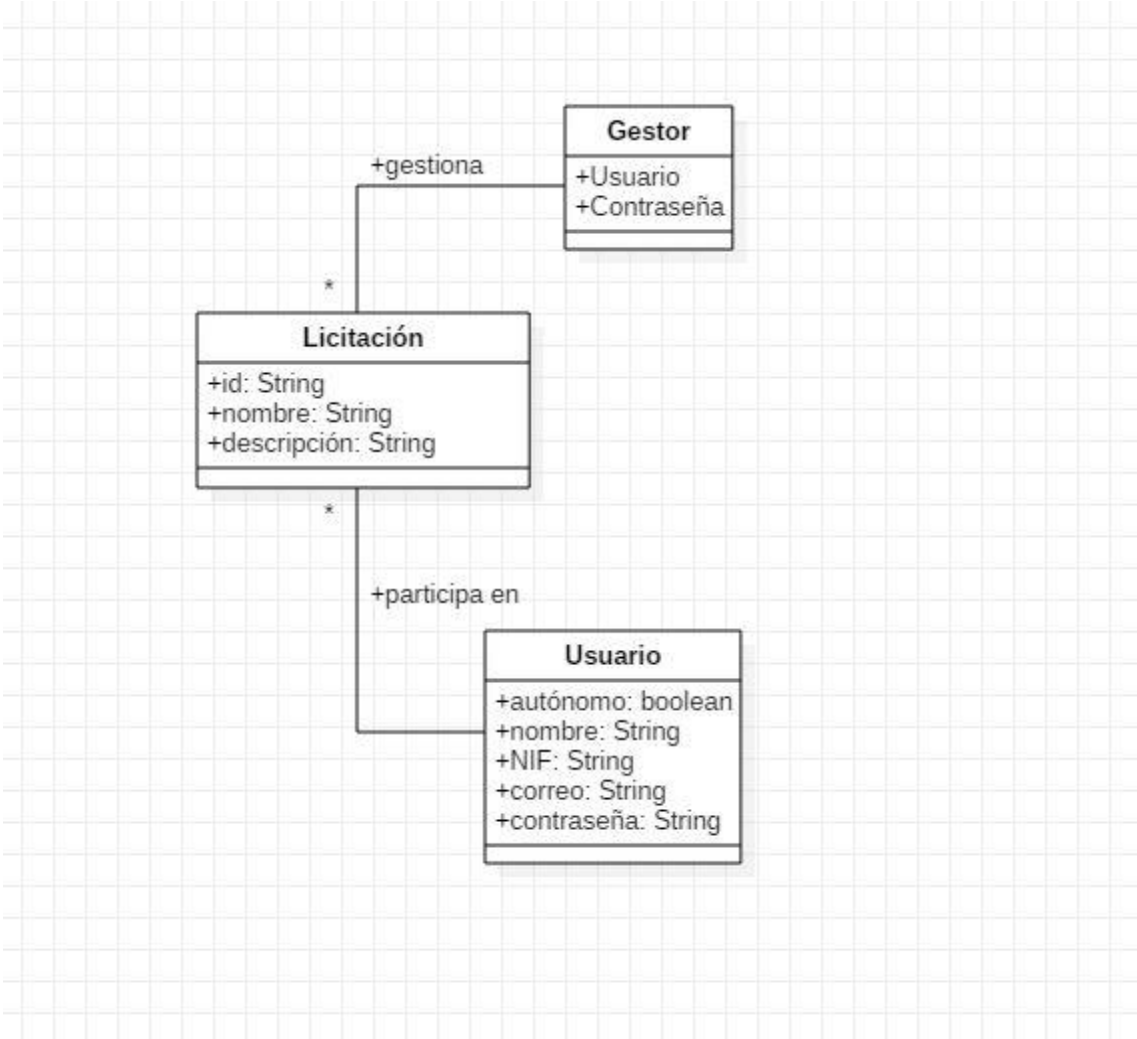 Gestor
+Usuario
+Contraseña
+gestiona
*
Licitación
+id: String
+nombre: String
+descripción: String
*
+participa en
Usuario
+autónomo: boolean
+nombre: String
+NIF: String
+correo: String
+contraseña: String